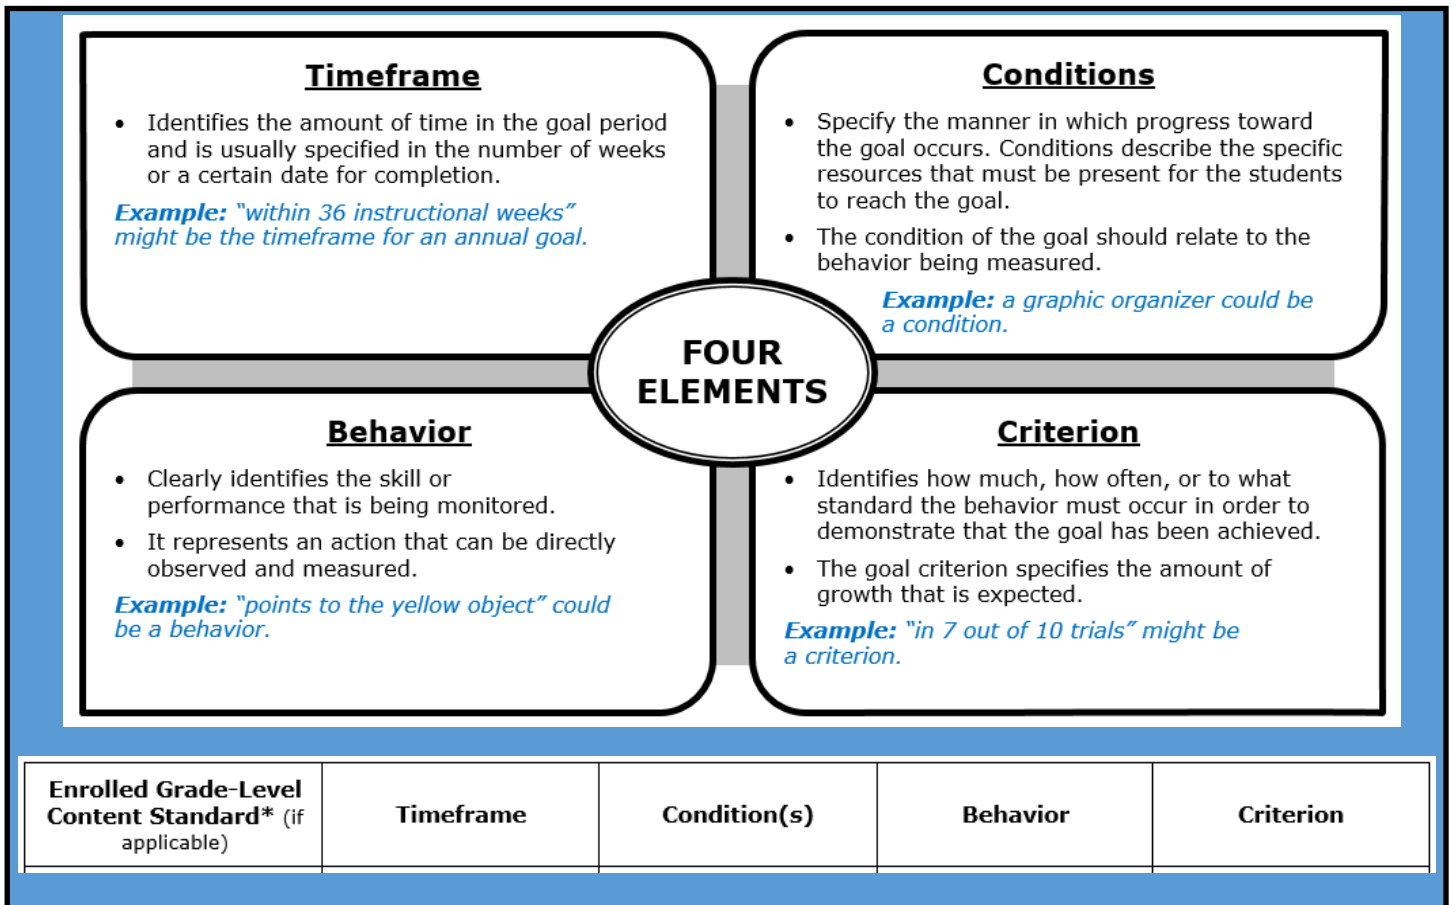 Timeframe
• Identifies the amount of time in the goal period
and is usually specified in the number of weeks
or a certain date for completion.
Example: “within 36 instructional weeks”
might be the timeframe for an annual goal.
Conditions
• Specify the manner in which progress toward
the goal occurs. Conditions describe the specific
resources that must be present for the students
to reach the goal.
• The condition of the goal should relate to the
behavior being measured.
Example: a graphic organizer could be
a condition.
FOUR
ELEMENTS
Behavior
• Clearly identifies the skill or
performance that is being monitored.
• It represents an action that can be directly
observed and measured.
Example: “points to the yellow object” could
be a behavior.
Criterion
• Identifies how much, how often, or to what
standard the behavior must occur in order to
demonstrate that the goal has been achieved.
• The goal criterion specifies the amount of
growth that is expected.
Example: “in 7 out of 10 trials” might be
a criterion.
Enrolled Grade-Level
Content Standard* (if
applicable)
Timeframe
Condition(s)
Behavior
Criterion